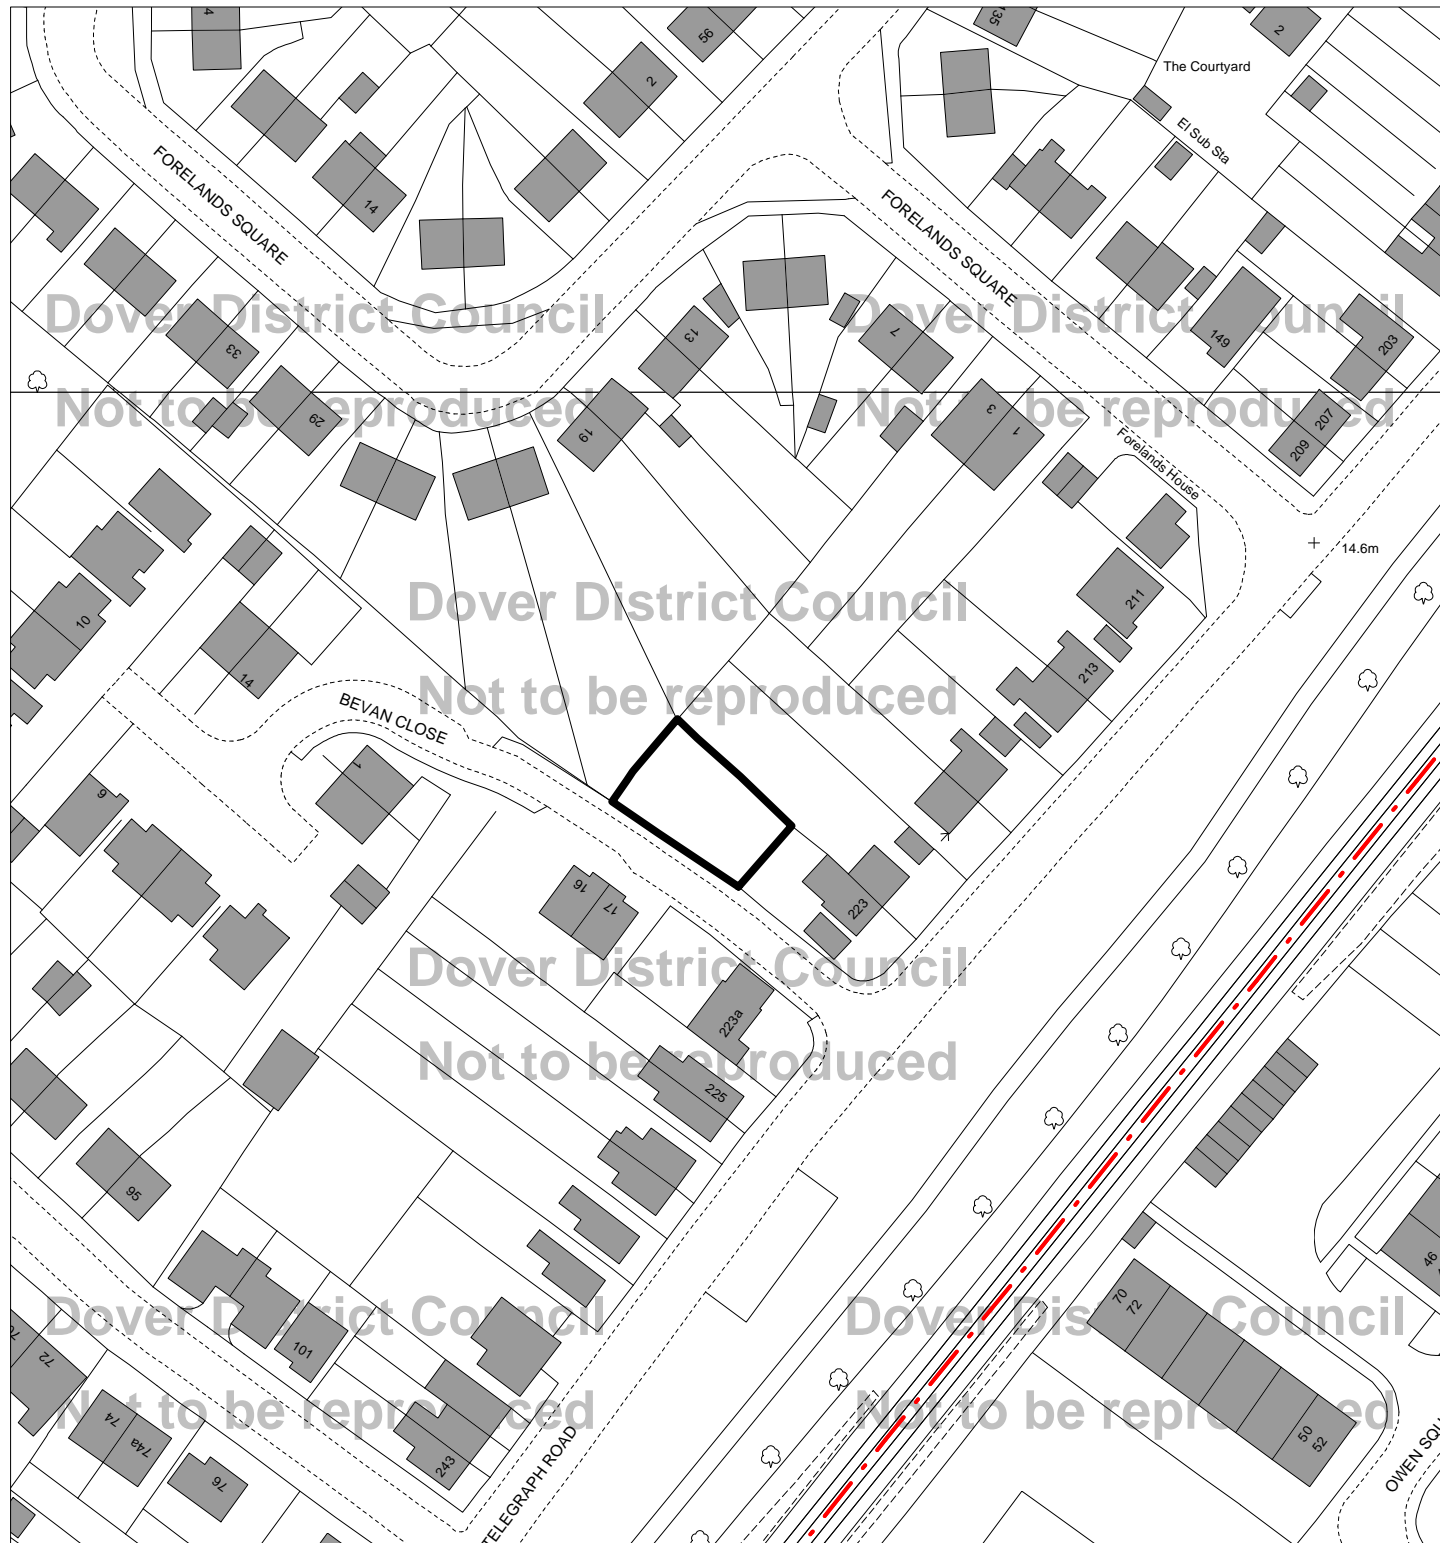 4
56
2
135
2
The Courtyard
El Sub Sta
FORELANDS SQUARE
14
FORELANDS SQUARE
Dover District Council
Dover District Council
33
13
7
149
203
Not to be reproduced
Not to be reproduced
29
19
3
1
207
209
Forelands House
14.6m
Dover District Council
211
10
14
213
Not to be reproduced
BEVAN CLOSE
1
9
16
17
223
Dover District Council
223a
Not to be reproduced
225
95
46
70
72
Dover District Council
Dover District Council
101
72
Not to be reproduced
Not to be reproduced
74
74a
76
243
50
52
TELEGRAPH ROAD
OWEN SQU